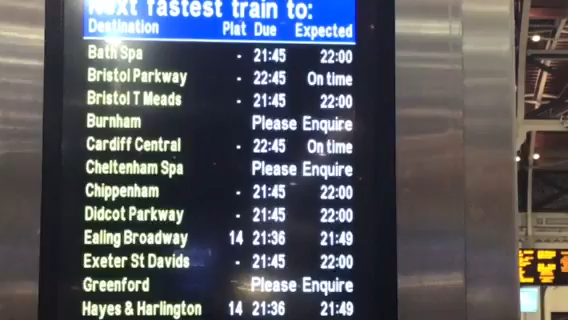 Next fastest train to:
Destination Plat Due Expected
Bath Spa - 21:45 22:00
Bristol Parkway - 22:45 On time
Bristol T Meads - 21:45 22:00
Burnham Please Enquire
Cardiff Central - 22:45 On time
Cheltenham Spa Please Enquire
Chippenham - 21:45 22:00
Didcot Parkway - 21:45 22:00
Ealing Broadway 14 21:36 21:49
Exeter St Davids - 21:45 22:00
Greenford Please Enquire
Hayes & Harlington 14 21:36 21:49